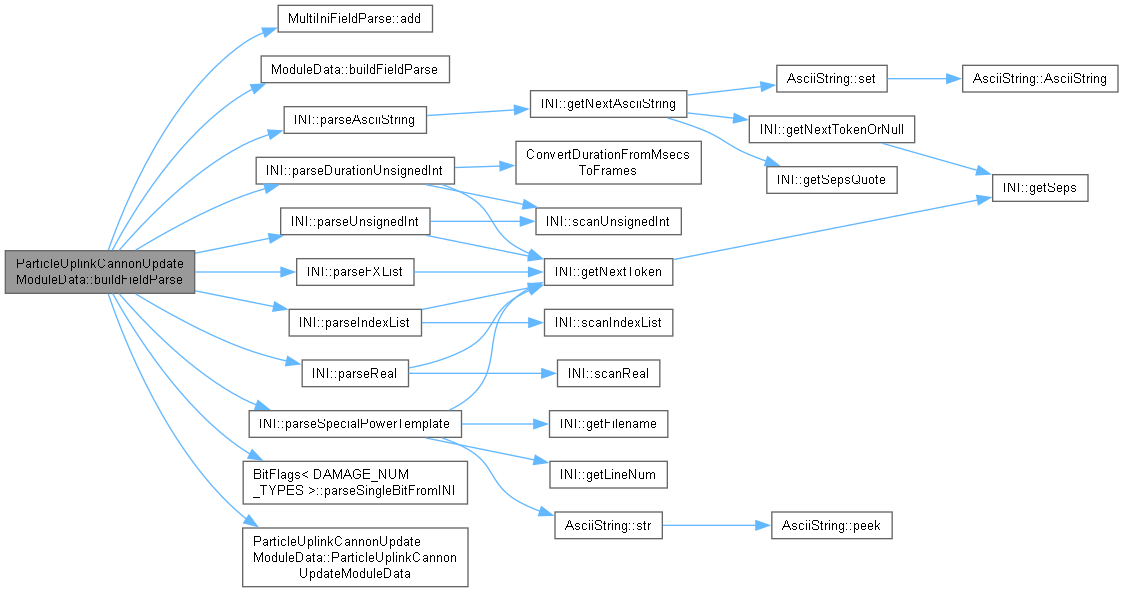 ParticleUplinkCannonUpdate
ModuleData::buildFieldParse
MultiIniFieldParse::add
ModuleData::buildFieldParse
INI::parseAsciiString
INI::parseDurationUnsignedInt
INI::parseUnsignedInt
INI::parseFXList
INI::parseIndexList
INI::parseReal
INI::parseSpecialPowerTemplate
BitFlags< DAMAGE_NUM
_TYPES >::parseSingleBitFromINI
ParticleUplinkCannonUpdate
ModuleData::ParticleUplinkCannon
UpdateModuleData
INI::getNextAsciiString
ConvertDurationFromMsecs
ToFrames
INI::scanUnsignedInt
INI::getNextToken
INI::scanIndexList
INI::scanReal
INI::getFilename
INI::getLineNum
AsciiString::str
AsciiString::set
INI::getNextTokenOrNull
INI::getSepsQuote
AsciiString::peek
AsciiString::AsciiString
INI::getSeps